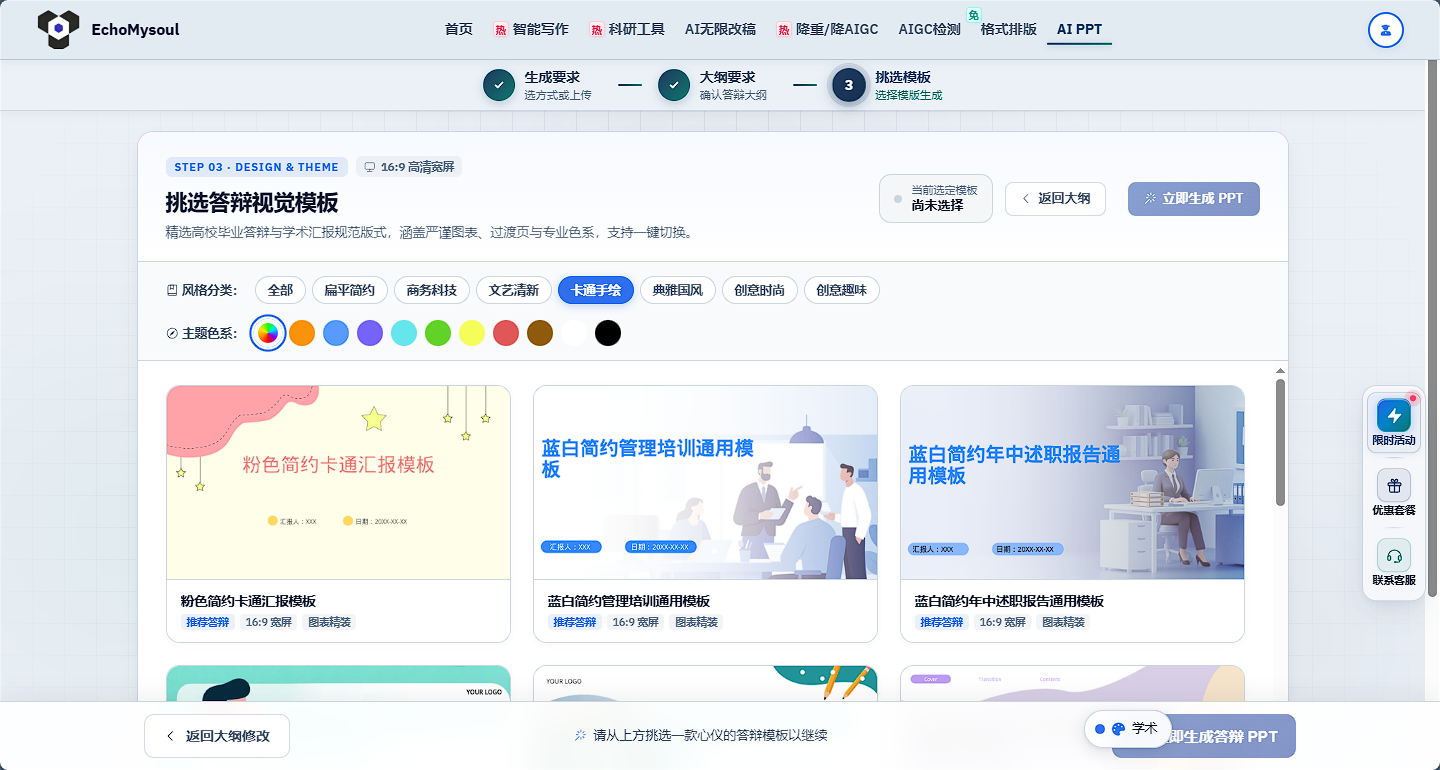 EchoMysoul
首页
热 智能写作
热 科研工具
AI无限改稿
热 降重/降AIGC
AIGC检测
免
格式排版
AI PPT
生成要求
选方式或上传
大纲要求
确认答辩大纲
3
挑选模板
选择模版生成
STEP 03 · DESIGN & THEME
16:9 高清宽屏
挑选答辩视觉模板
精选高校毕业答辩与学术汇报规范版式，涵盖严谨图表、过渡页与专业色系，支持一键切换。
当前选定模板
尚未选择
返回大纲
立即生成 PPT
风格分类：
全部
扁平简约
商务科技
文艺清新
卡通手绘
典雅国风
创意时尚
创意趣味
主题色系：
粉色简约卡通汇报模板
汇报人：XXX
日期：20XX-XX-XX
粉色简约卡通汇报模板
推荐答辩
16:9 宽屏
图表精装
蓝白简约管理培训通用模
板
汇报人：XXX
日期：20XX-XX-XX
蓝白简约管理培训通用模板
推荐答辩
16:9 宽屏
图表精装
蓝白简约年中述职报告通
用模板
汇报人：XXX
日期：20XX-XX-XX
蓝白简约年中述职报告通用模板
推荐答辩
16:9 宽屏
图表精装
YOUR LOGO
YOUR LOGO
Cover
Transition
Content
限时活动
优惠套餐
联系客服
返回大纲修改
请从上方挑选一款心仪的答辩模板以继续
学术
即生成答辩 PPT